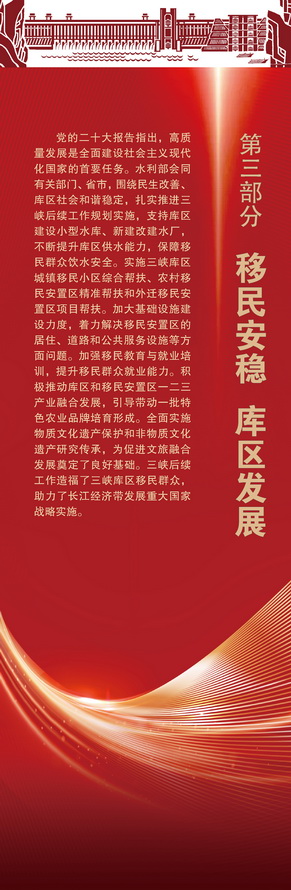 第三部分
移民安稳 库区发展
党的二十大报告指出，高质
量发展是全面建设社会主义现代
化国家的首要任务。水利部会同
有关部门、省市，围绕民生改善、
库区社会和谐稳定，扎实推进三
峡后续工作规划实施，支持库区
建设小型水库、新建改建水厂，
不断提升库区供水能力，保障移
民群众饮水安全。实施三峡库区
城镇移民小区综合帮扶、农村移
民安置区精准帮扶和外迁移民安
置区项目帮扶。加大基础设施建
设力度，着力解决移民安置区的
居住、道路和公共服务设施等方
面问题。加强移民教育与就业培
训，提升移民群众就业能力。积
极推动库区和移民安置区一二三
产业融合发展，引导带动一批特
色农业品牌培育形成。全面实施
物质文化遗产保护和非物质文化
遗产研究传承，为促进文旅融合
发展奠定了良好基础。三峡后续
工作造福了三峡库区移民群众，
助力了长江经济带发展重大国家
战略实施。